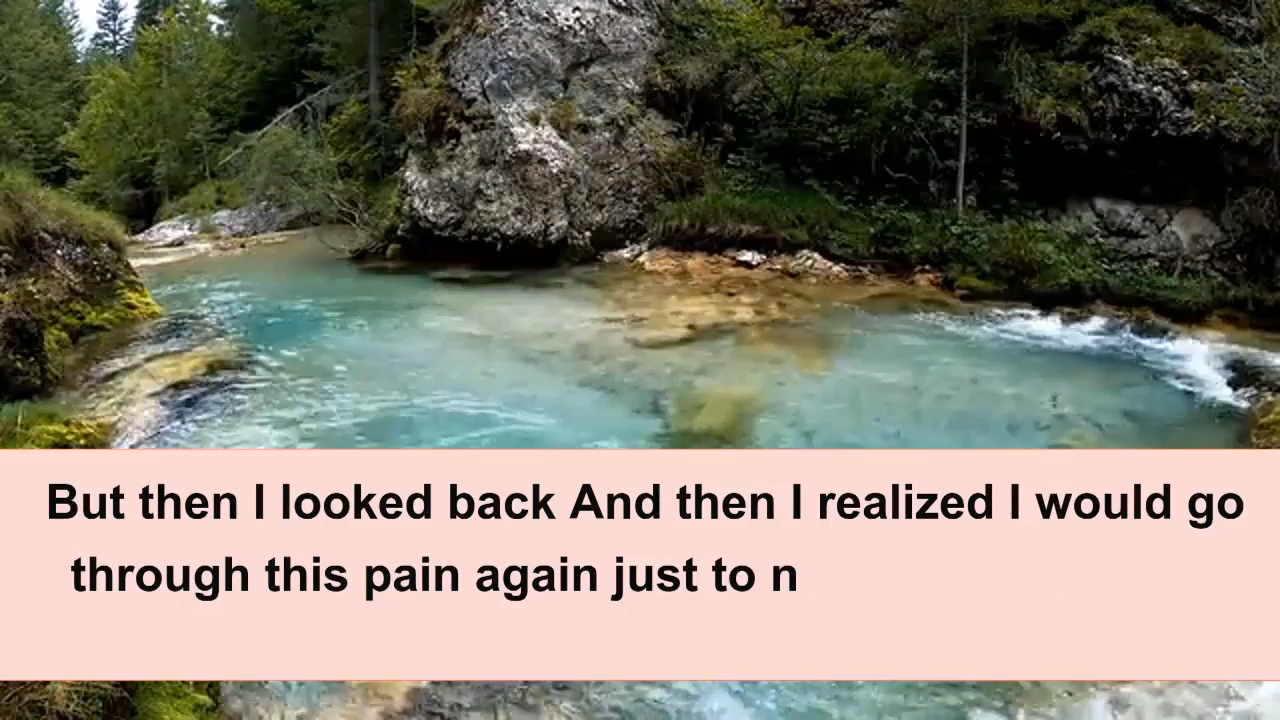 But then I looked back And then I realized I would go
through this pain again just to n